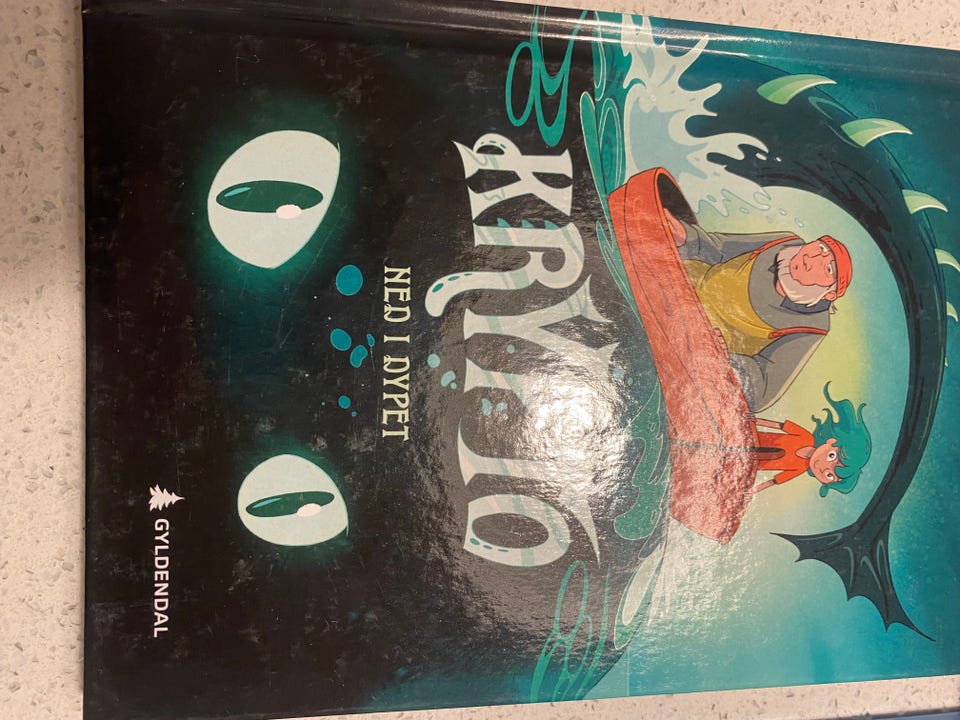 KRYPTO
NED I DYPET
GYLDENDAL